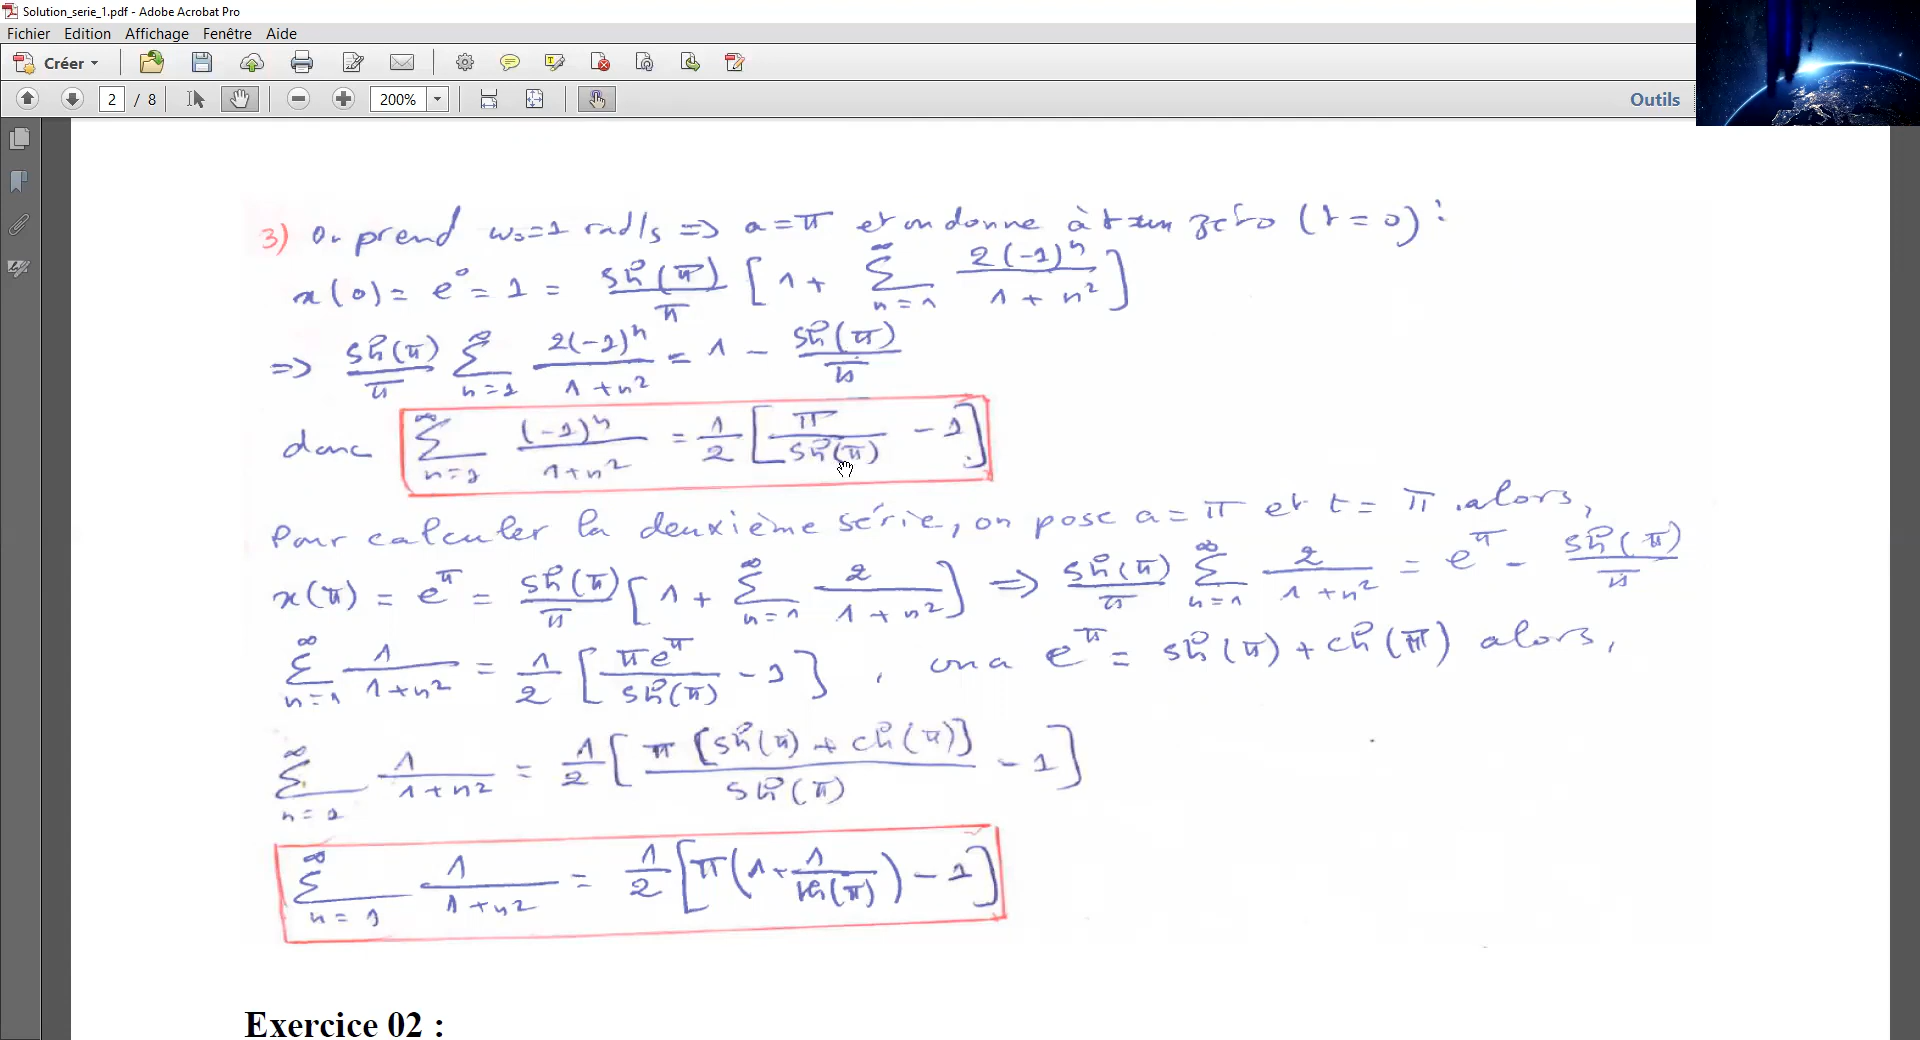 Solution_serie_1.pdf - Adobe Acrobat Pro
Fichier Edition Affichage Fenêtre Aide
Créer
2 / 8 200% Outils
3) On prend ω₀=1 rad/s => a=π et on donne à t zéro (t=0):
x(0) = e⁰ = 1 = sh(π)/π [1 + Σ_{n=1}^{∞} 2(-1)ⁿ/(1+n²)]
=> sh(π)/π Σ_{n=1}^{∞} 2(-1)ⁿ/(1+n²) = 1 - sh(π)/π
donc Σ_{n=1}^{∞} (-1)ⁿ/(1+n²) = 1/2 [π/sh(π) - 1]
Pour calculer la deuxième série, on pose a=π et t=π. alors,
x(π) = e^π = sh(π)/π [1 + Σ_{n=1}^{∞} 2/(1+n²)] => sh(π)/π Σ_{n=1}^{∞} 2/(1+n²) = e^π - sh(π)/π
Σ_{n=1}^{∞} 1/(1+n²) = 1/2 [πe^π/sh(π) - 1], on a e^π = sh(π)+ch(π) alors,
Σ_{n=1}^{∞} 1/(1+n²) = 1/2 [π[sh(π)+ch(π)]/sh(π) - 1]
Σ_{n=1}^{∞} 1/(1+n²) = 1/2 [π(1+1/th(π)) - 1]
Exercice 02 :